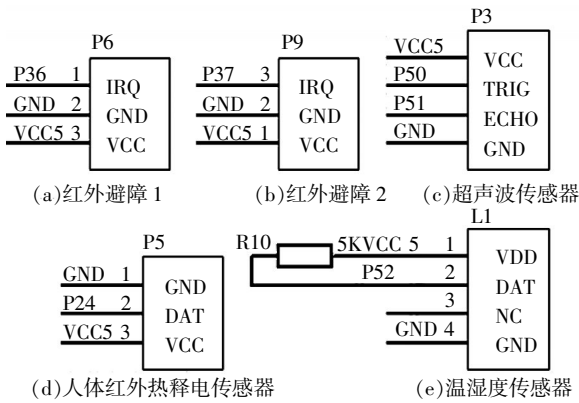 P6
P36 1 IRQ
GND 2 GND
VCC5 3 VCC
(a)红外避障 1
P9
P37 3 IRQ
GND 2 GND
VCC5 1 VCC
(b)红外避障 2
P3
VCC5 VCC
P50 TRIG
P51 ECHO
GND GND
(c)超声波传感器
P5
GND 1 GND
P24 2 DAT
VCC5 3 VCC
(d)人体红外热释电传感器
L1
R10 5KVCC 5 1 VDD
P52 2 DAT
3 NC
GND 4 GND
(e)温湿度传感器